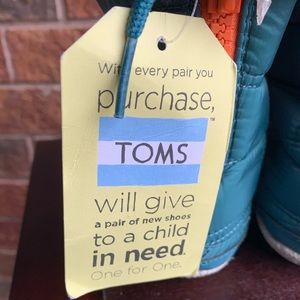 With every pair you
purchase,
TOMS
will give
a pair of new shoes
to a child
in need.
One for One.